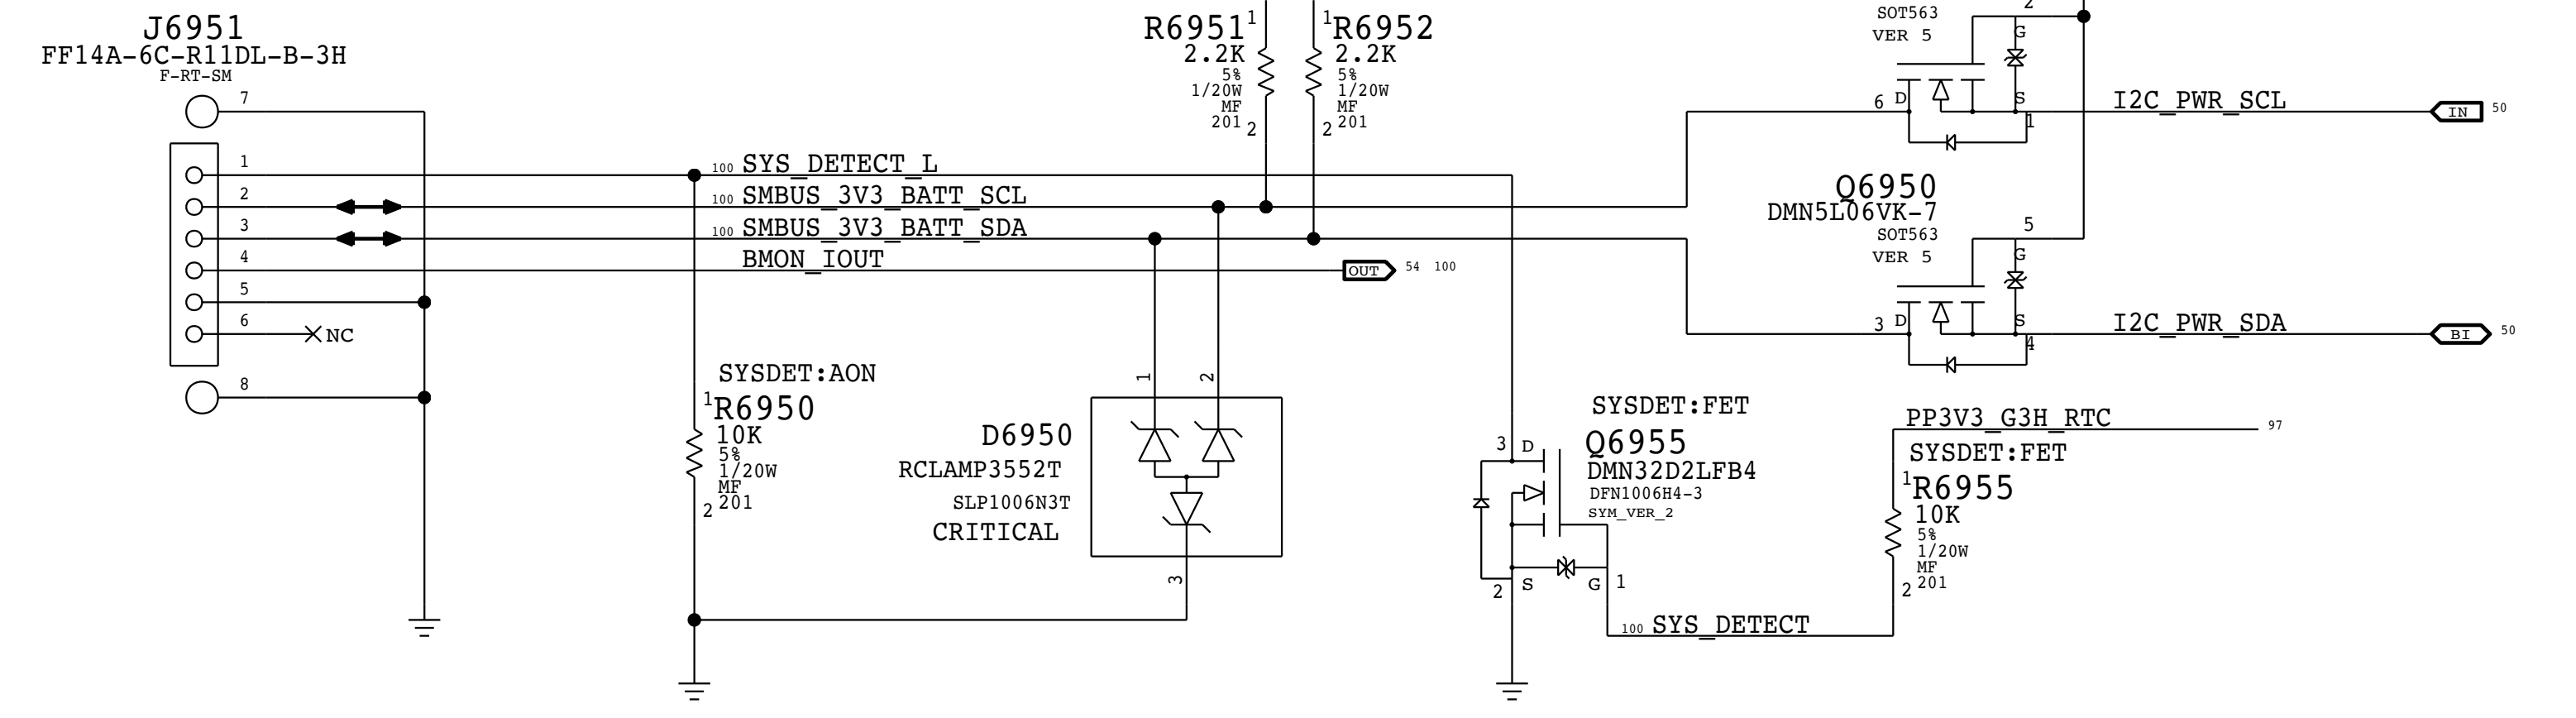 J6951
FF14A-6C-R11DL-B-3H
F-RT-SM
7
1
2
3
4
5
6
NC
8
100 SYS_DETECT_L
100 SMBUS_3V3_BATT_SCL
100 SMBUS_3V3_BATT_SDA
BMON_IOUT
OUT 54 100
SYSDET:AON
1
R6950
10K
5%
1/20W
MF
201
2
R6951
1
2.2K
5%
1/20W
MF
201
2
1
R6952
2.2K
5%
1/20W
MF
201
2
1
2
D6950
RCLAMP3552T
SLP1006N3T
CRITICAL
3
SOT563
VER 5
2
G
6
D
S
1
I2C_PWR_SCL
IN 50
Q6950
DMN5L06VK-7
SOT563
VER 5
5
G
3
D
S
4
I2C_PWR_SDA
BI 50
SYSDET:FET
3
D
Q6955
DMN32D2LFB4
DFN1006H4-3
SYM_VER_2
2
S
G
1
100 SYS_DETECT
PP3V3_G3H_RTC 97
SYSDET:FET
1
R6955
10K
5%
1/20W
MF
201
2